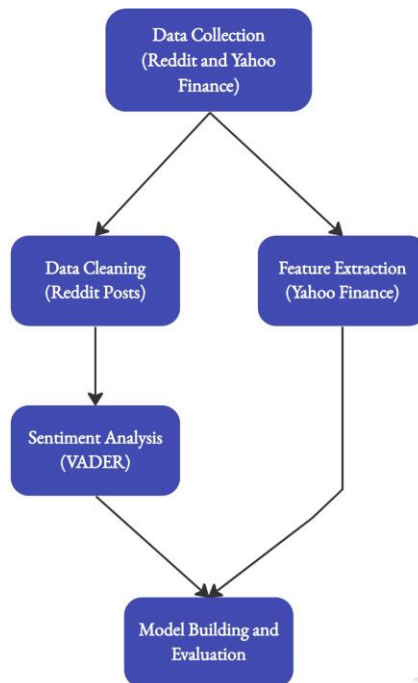 Data Collection
(Reddit and Yahoo
Finance)
Data Cleaning
(Reddit Posts)
Feature Extraction
(Yahoo Finance)
Sentiment Analysis
(VADER)
Model Building and
Evaluation